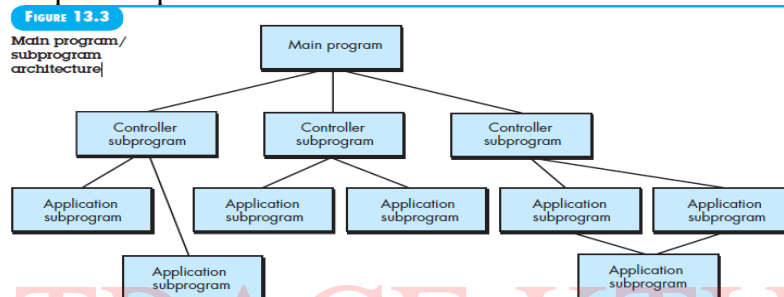 FIGURE 13.3
Main program/
subprogram
architecture
Main program
Controller
subprogram
Controller
subprogram
Controller
subprogram
Application
subprogram
Application
subprogram
Application
subprogram
Application
subprogram
Application
subprogram
Application
subprogram
Application
subprogram